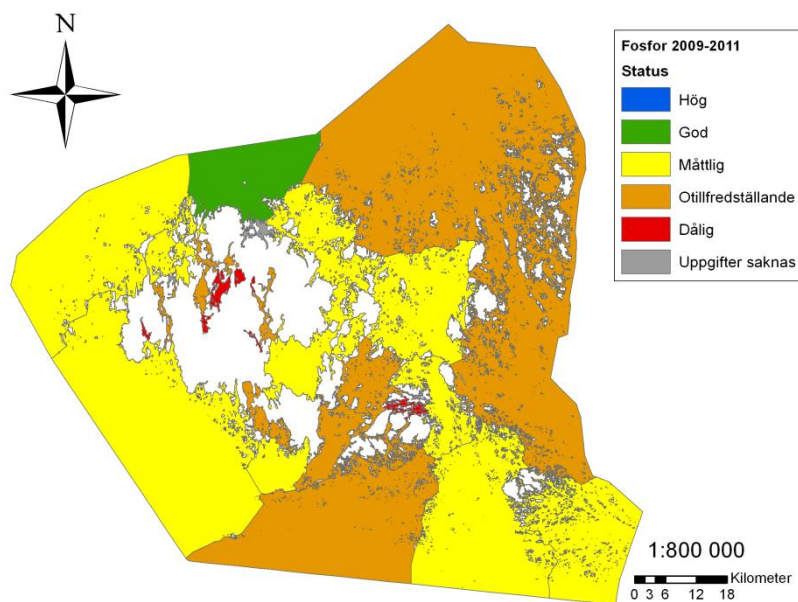 N
Fosfor 2009-2011
Status
Hög
God
Måttlig
Otillfredställande
Dålig
Uppgifter saknas
1:800 000
Kilometer
0 3 6 12 18